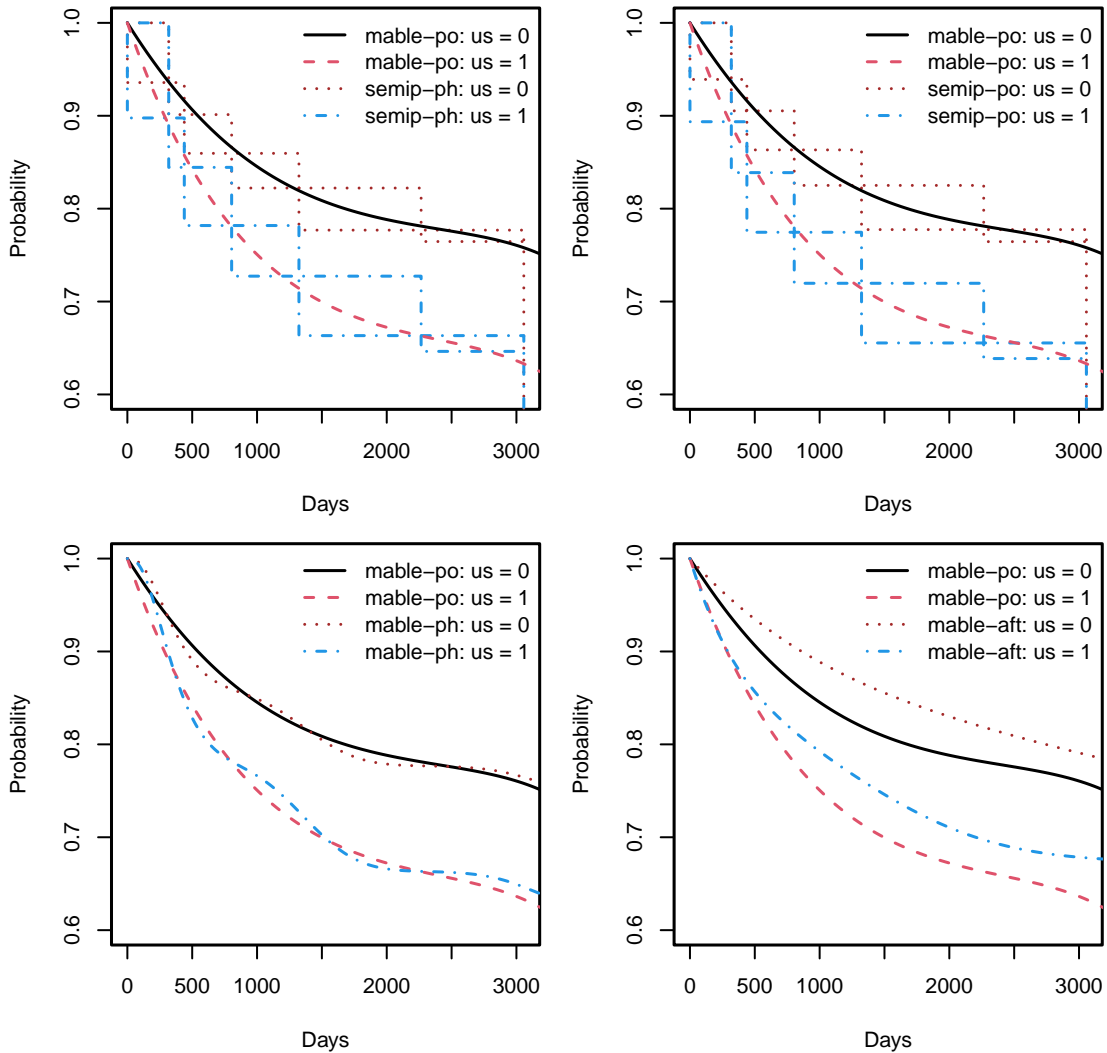 mable−po: us = 0
mable−po: us = 1
semip−ph: us = 0
semip−ph: us = 1
Probability
1.0
0.9
0.8
0.7
0.6
0 500 1000 2000 3000
Days
mable−po: us = 0
mable−po: us = 1
semip−po: us = 0
semip−po: us = 1
Probability
1.0
0.9
0.8
0.7
0.6
0 500 1000 2000 3000
Days
mable−po: us = 0
mable−po: us = 1
mable−ph: us = 0
mable−ph: us = 1
Probability
1.0
0.9
0.8
0.7
0.6
0 500 1000 2000 3000
Days
mable−po: us = 0
mable−po: us = 1
mable−aft: us = 0
mable−aft: us = 1
Probability
1.0
0.9
0.8
0.7
0.6
0 500 1000 2000 3000
Days